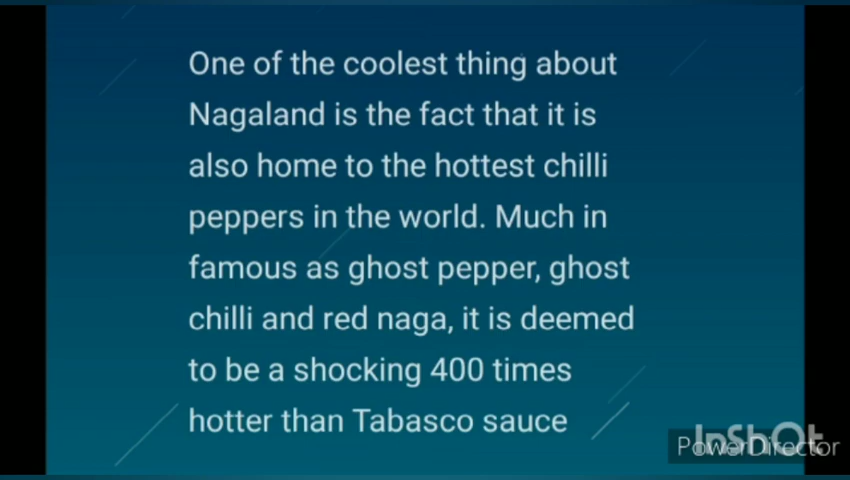 One of the coolest thing about
Nagaland is the fact that it is
also home to the hottest chilli
peppers in the world. Much in
famous as ghost pepper, ghost
chilli and red naga, it is deemed
to be a shocking 400 times
hotter than Tabasco sauce
InShOt
PowerDirector